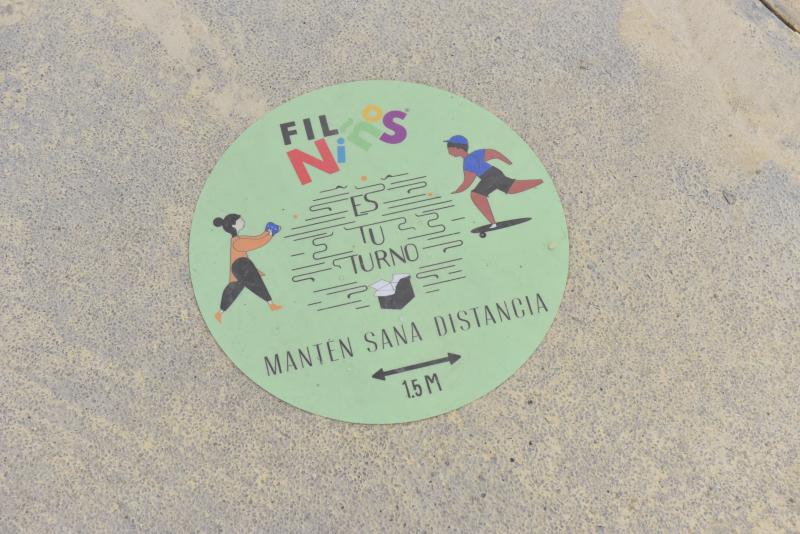 FIL
Niños
ES
TU
TURNO
MANTÉN SANA DISTANCIA
1.5 M